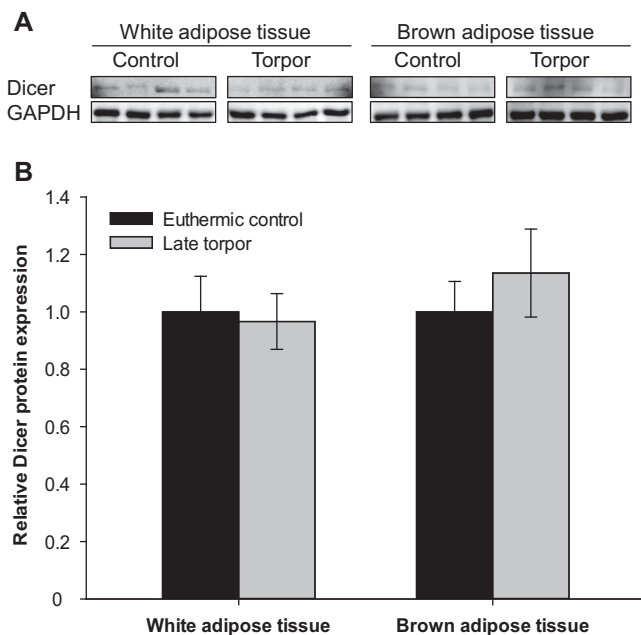 A
White adipose tissue
Brown adipose tissue
Control
Torpor
Control
Torpor
Dicer
GAPDH
B
1.4
1.2
1.0
0.8
0.6
0.4
0.2
0
Relative Dicer protein expression
Euthermic control
Late torpor
White adipose tissue
Brown adipose tissue